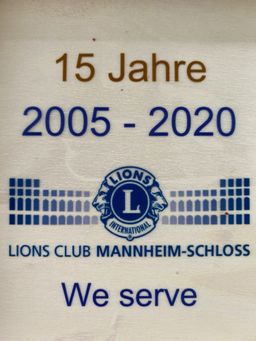 15 Jahre
2005 - 2020
LIONS
L
INTERNATIONAL
LIONS CLUB MANNHEIM-SCHLOSS
We serve